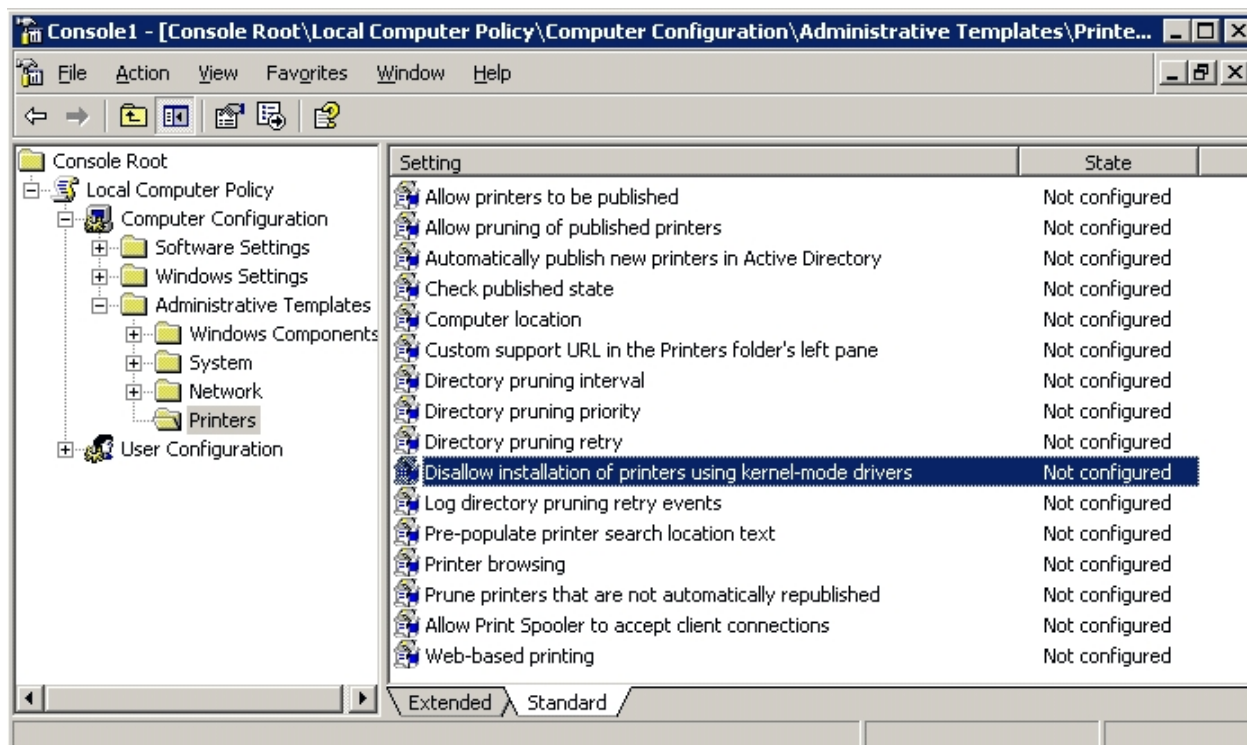 Console1 - [Console Root\Local Computer Policy\Computer Configuration\Administrative Templates\Printe...
File Action View Favorites Window Help
Console Root
Local Computer Policy
Computer Configuration
Software Settings
Windows Settings
Administrative Templates
Windows Components
System
Network
Printers
User Configuration
Setting State
Allow printers to be published Not configured
Allow pruning of published printers Not configured
Automatically publish new printers in Active Directory Not configured
Check published state Not configured
Computer location Not configured
Custom support URL in the Printers folder's left pane Not configured
Directory pruning interval Not configured
Directory pruning priority Not configured
Directory pruning retry Not configured
Disallow installation of printers using kernel-mode drivers Not configured
Log directory pruning retry events Not configured
Pre-populate printer search location text Not configured
Printer browsing Not configured
Prune printers that are not automatically republished Not configured
Allow Print Spooler to accept client connections Not configured
Web-based printing Not configured
Extended Standard